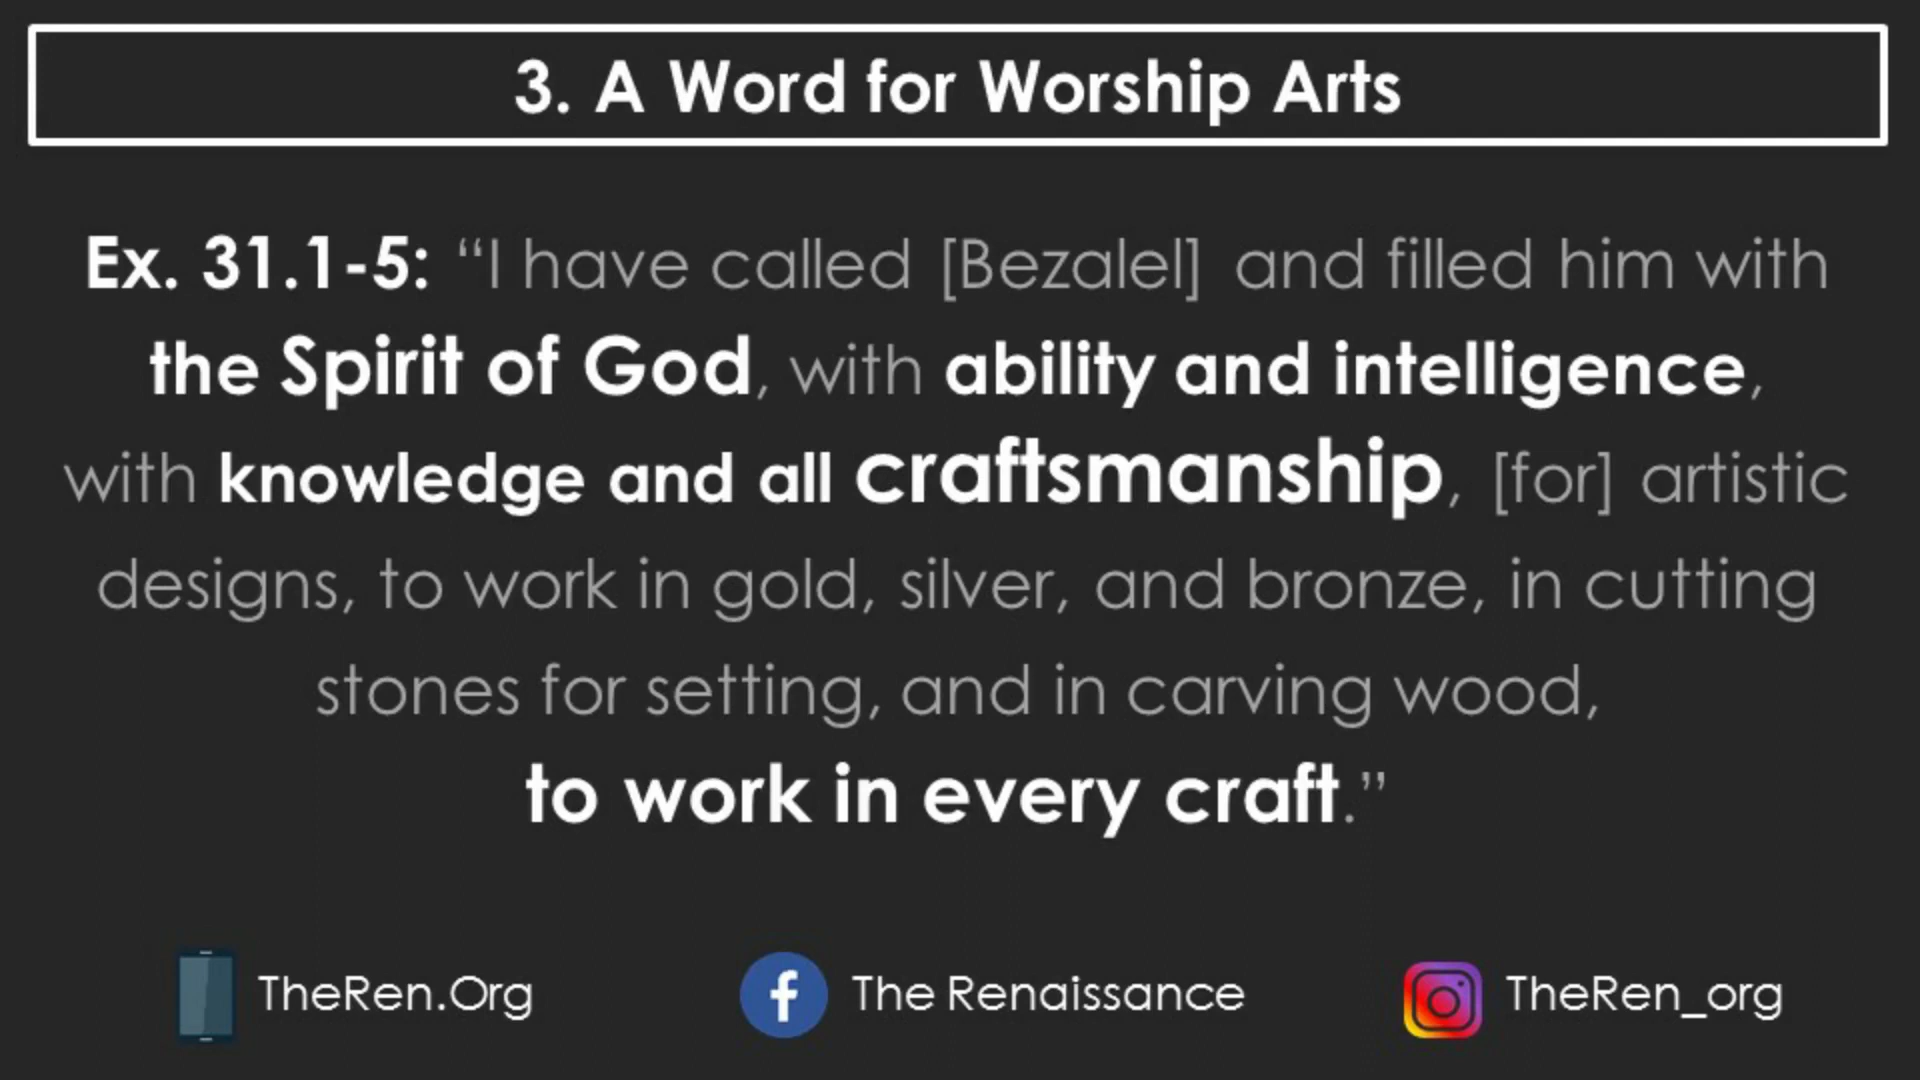 3. A Word for Worship Arts
Ex. 31.1-5: “I have called [Bezalel] and filled him with
the Spirit of God, with ability and intelligence,
with knowledge and all craftsmanship, [for] artistic
designs, to work in gold, silver, and bronze, in cutting
stones for setting, and in carving wood,
to work in every craft.”
TheRen.Org
The Renaissance
TheRen_org